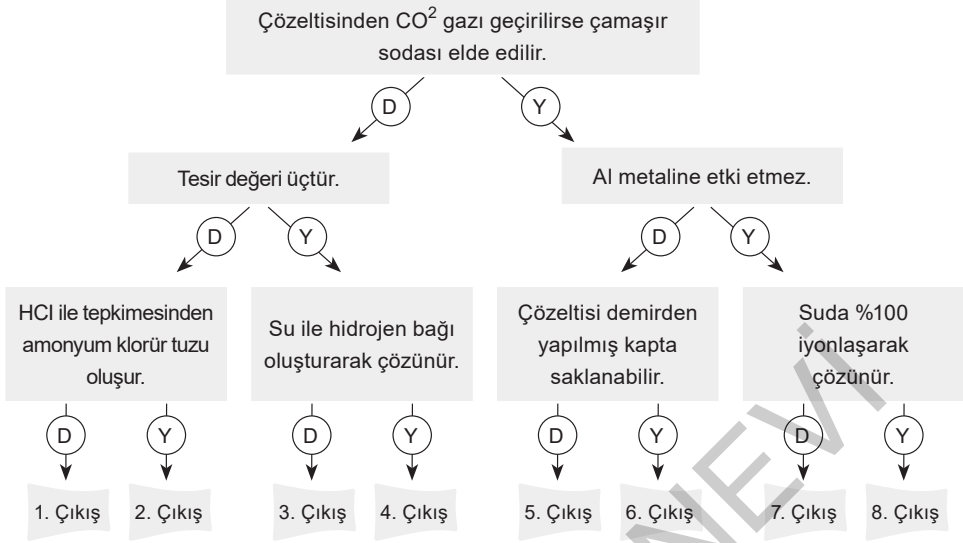 Çözeltisinden CO² gazı geçirilirse çamaşır
sodası elde edilir.
D
Y
Tesir değeri üçtür.
Al metaline etki etmez.
D
Y
D
Y
HCl ile tepkimesinden
amonyum klorür tuzu
oluşur.
Su ile hidrojen bağı
oluşturarak çözünür.
Çözeltisi demirden
yapılmış kapta
saklanabilir.
Suda %100
iyonlaşarak
çözünür.
D
Y
D
Y
D
Y
D
Y
1. Çıkış
2. Çıkış
3. Çıkış
4. Çıkış
5. Çıkış
6. Çıkış
7. Çıkış
8. Çıkış
NEVİ